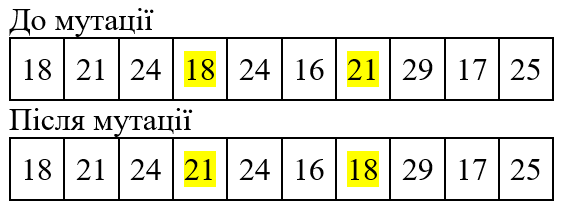 До мутації
18 21 24 18 24 16 21 29 17 25
Після мутації
18 21 24 21 24 16 18 29 17 25